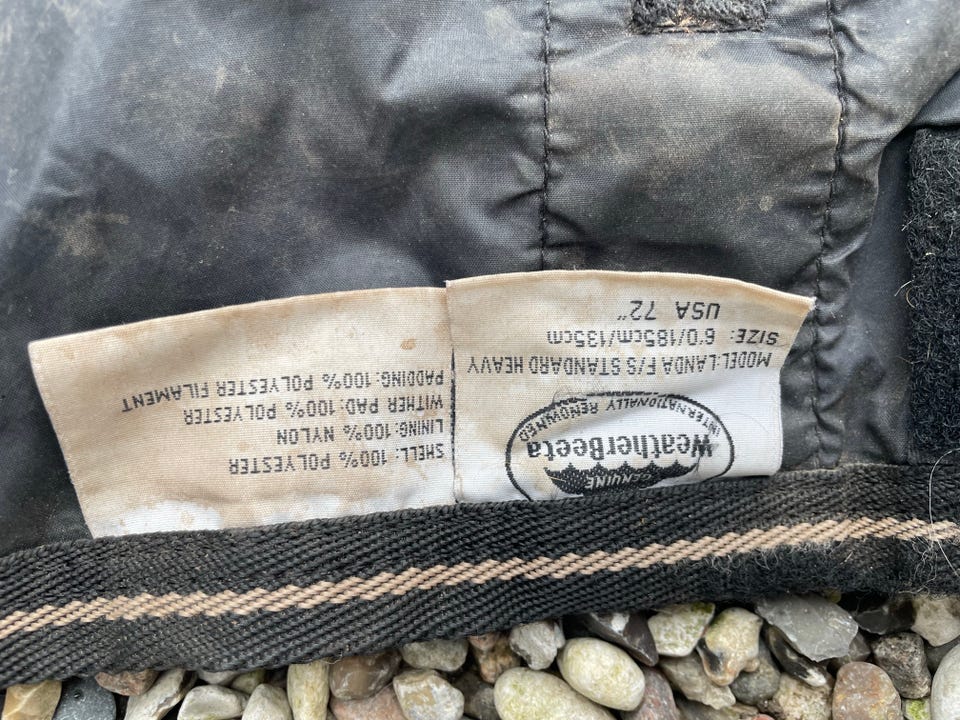 GENUINE
WeatherBeeta
INTERNATIONALLY RENOWNED
MODEL-LANDA F/S STANDARD HEAVY
SIZE: 6'0/185cm/135cm
USA 72"
SHELL: 100% POLYESTER
LINING: 100% NYLON
WITHER PAD: 100% POLYESTER
PADDING: 100% POLYESTER FILAMENT